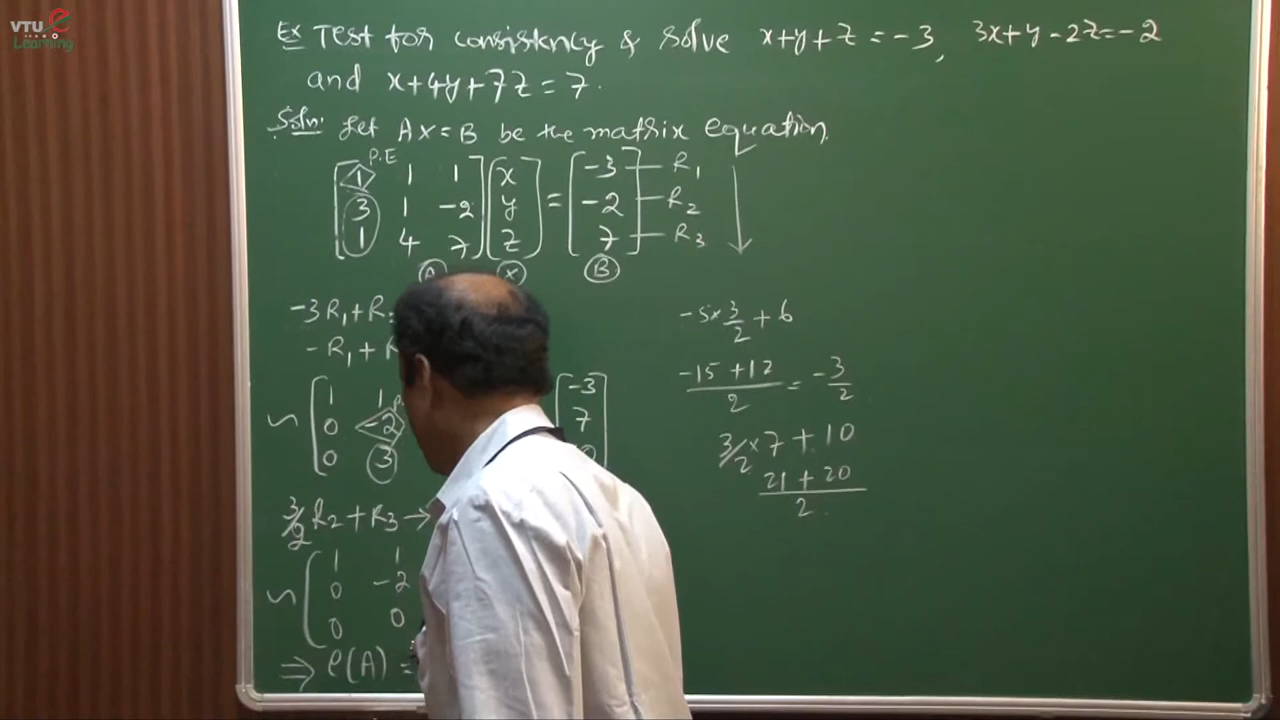 VTU e Learning
Ex Test for consistency & solve x+y+z=-3, 3x+y-2z=-2
and x+4y+7z=7.
Soln: Let AX=B be the matrix equation.
P.E
1 1 1 x -3 R1
3 1 -2 y = -2 R2
1 4 7 z 7 R3
A X B
-3R1+R
-R1+R
~ 1 1 -3
0 -2 7
0 3
3/2 R2+R3→
~ 1 1
0 -2
0 0
⇒ ρ(A) =
-5×3/2+6
-15+12/2 = -3/2
3/2×7+10
21+20/2